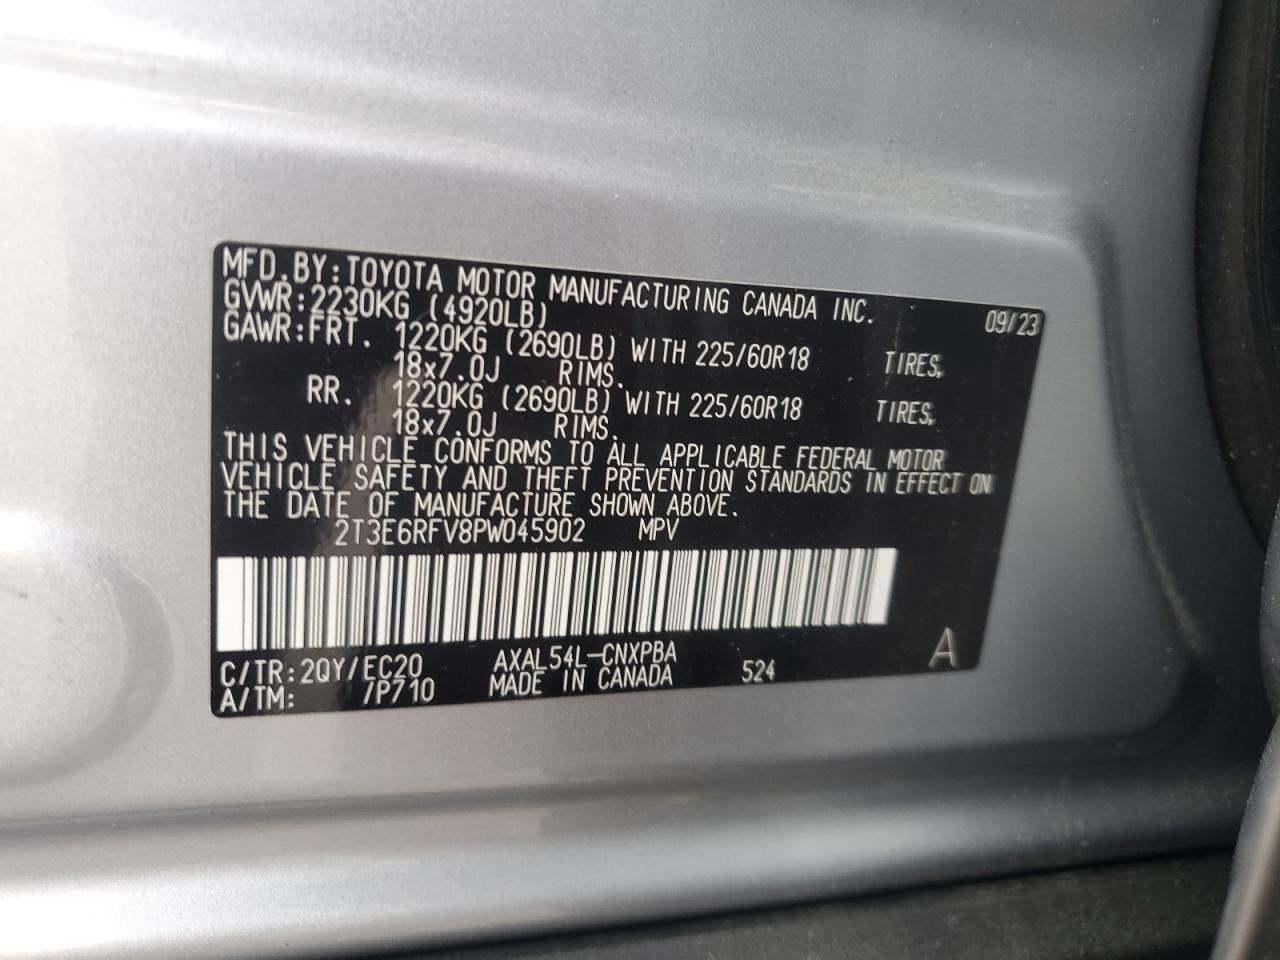 MFD.BY:TOYOTA MOTOR MANUFACTURING CANADA INC. 09/23
GVWR:2230KG (4920LB)
GAWR:FRT. 1220KG (2690LB) WITH 225/60R18 TIRES,
18x7.0J RIMS.
RR. 1220KG (2690LB) WITH 225/60R18 TIRES,
18x7.0J RIMS.
THIS VEHICLE CONFORMS TO ALL APPLICABLE FEDERAL MOTOR
VEHICLE SAFETY AND THEFT PREVENTION STANDARDS IN EFFECT ON
THE DATE OF MANUFACTURE SHOWN ABOVE.
2T3E6RFV8PW045902 MPV
C/TR:2QY/EC20 AXAL54L-CNXPBA 524 A
A/TM: /P710 MADE IN CANADA